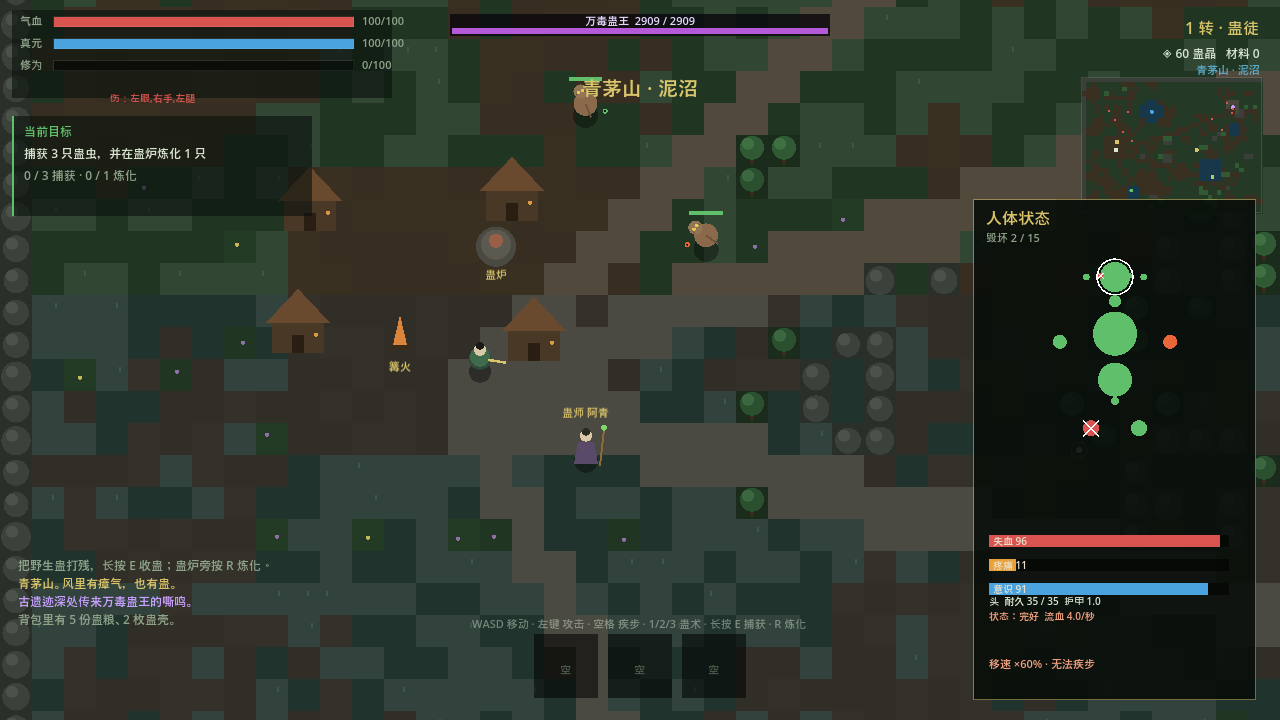 气血 100/100
真元 100/100
修为 0/100
伤：左眼,右手,左腿
万毒蛊王 2909 / 2909
1 转 · 蛊徒
◈ 60 蛊晶 材料 0
青茅山 · 泥沼
青茅山 · 泥沼
当前目标
捕获 3 只蛊虫，并在蛊炉炼化 1 只
0 / 3 捕获 · 0 / 1 炼化
蛊炉
篝火
蛊师 阿青
人体状态
毁坏 2 / 15
失血 96
疼痛 11
意识 91
头 耐久 35 / 35 护甲 1.0
状态：完好 流血 4.0/秒
移速 ×60% · 无法疾步
把野生蛊打残，长按 E 收蛊；蛊炉旁按 R 炼化。
青茅山。风里有瘴气，也有蛊。
古遗迹深处传来万毒蛊王的嘶鸣。
背包里有 5 份蛊粮、2 枚蛊壳。
WASD 移动 · 左键 攻击 · 空格 疾步 · 1/2/3 蛊术 · 长按 E 捕获 · R 炼化
空 空 空